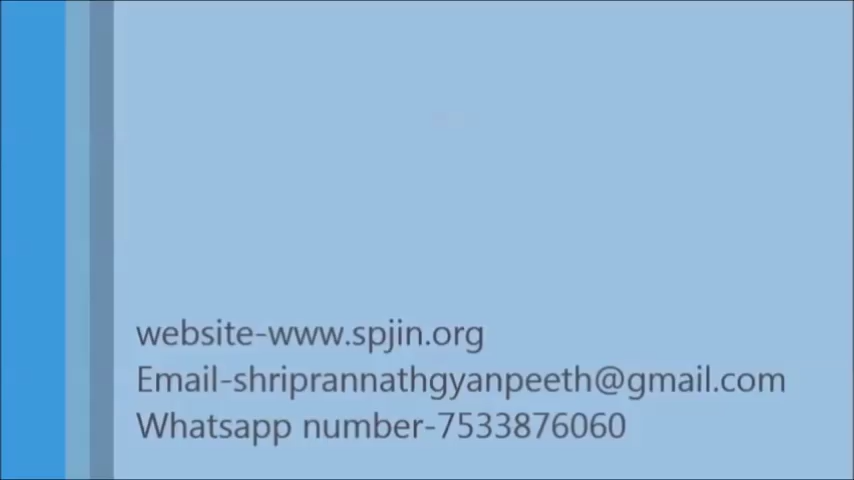 website-www.spjin.org
Email-shriprannathgyanpeeth@gmail.com
Whatsapp number-7533876060